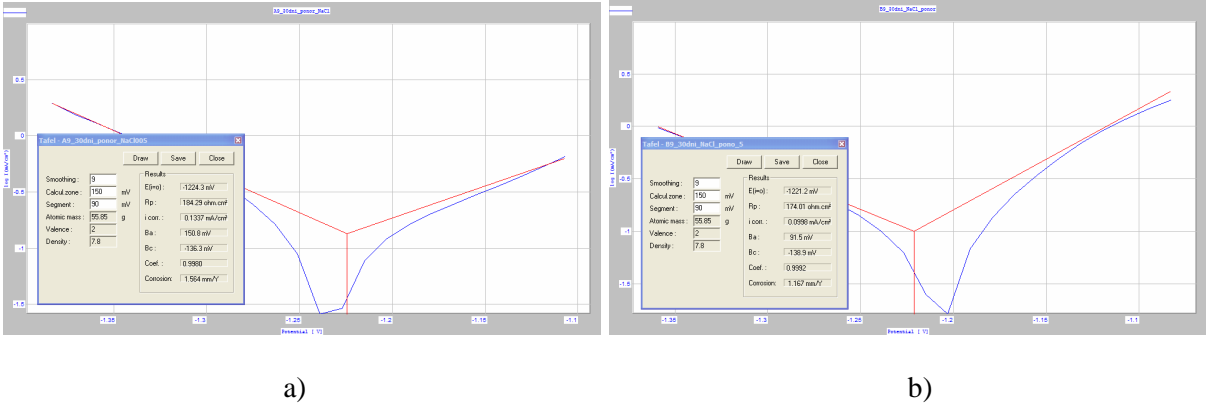 A9_30dni_ponor_NaCl
0.5
0
-0.5
-1
-1.5
log (mA/cm²)
-1.35
-1.3
-1.25
-1.2
-1.15
-1.1
Potential [ V]
Tafel - A9_30dni_ponor_NaCl005
Draw Save Close
Smoothing : 9
Calcul.zone : 150 mV
Segment : 90 mV
Atomic mass : 55.85 g
Valence : 2
Density : 7.8
Results
E(i=o) : -1224.3 mV
Rp : 184.29 ohm.cm²
i corr. : 0.1337 mA/cm²
Ba : 150.8 mV
Bc : -136.3 mV
Coef. : 0.9980
Corrosion: 1.564 mm/Y
a)
B9_30dni_NaCl_ponor
0.5
0
-0.5
-1
-1.5
log (mA/cm²)
-1.35
-1.3
-1.25
-1.2
-1.15
-1.1
Potential [ V]
Tafel - B9_30dni_NaCl_pono_5
Draw Save Close
Smoothing : 9
Calcul.zone : 150 mV
Segment : 90 mV
Atomic mass : 55.85 g
Valence : 2
Density : 7.8
Results
E(i=o) : -1221.2 mV
Rp : 174.01 ohm.cm²
i corr. : 0.0998 mA/cm²
Ba : 91.5 mV
Bc : -138.9 mV
Coef. : 0.9992
Corrosion: 1.167 mm/Y
b)